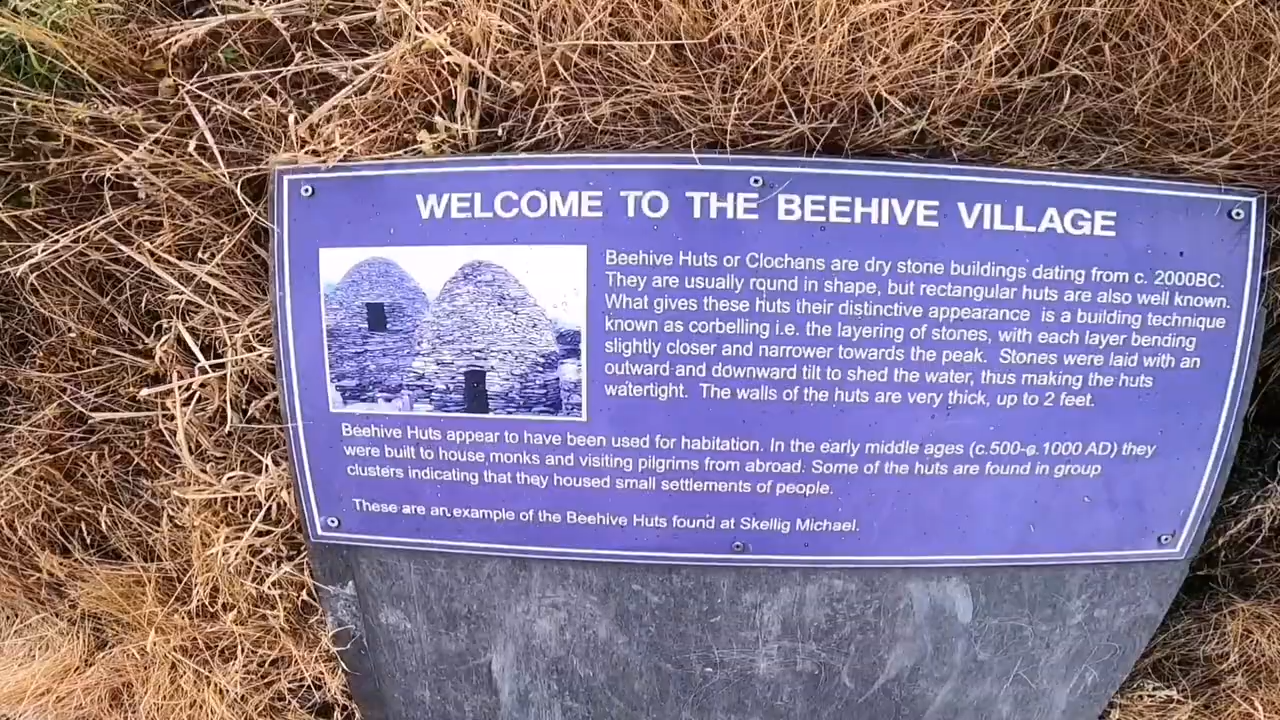 WELCOME TO THE BEEHIVE VILLAGE
Beehive Huts or Clochans are dry stone buildings dating from c. 2000BC.
They are usually round in shape, but rectangular huts are also well known.
What gives these huts their distinctive appearance is a building technique
known as corbelling i.e. the layering of stones, with each layer bending
slightly closer and narrower towards the peak. Stones were laid with an
outward and downward tilt to shed the water, thus making the huts
watertight. The walls of the huts are very thick, up to 2 feet.
Beehive Huts appear to have been used for habitation. In the early middle ages (c.500-c.1000 AD) they
were built to house monks and visiting pilgrims from abroad. Some of the huts are found in group
clusters indicating that they housed small settlements of people.
These are an example of the Beehive Huts found at Skellig Michael.